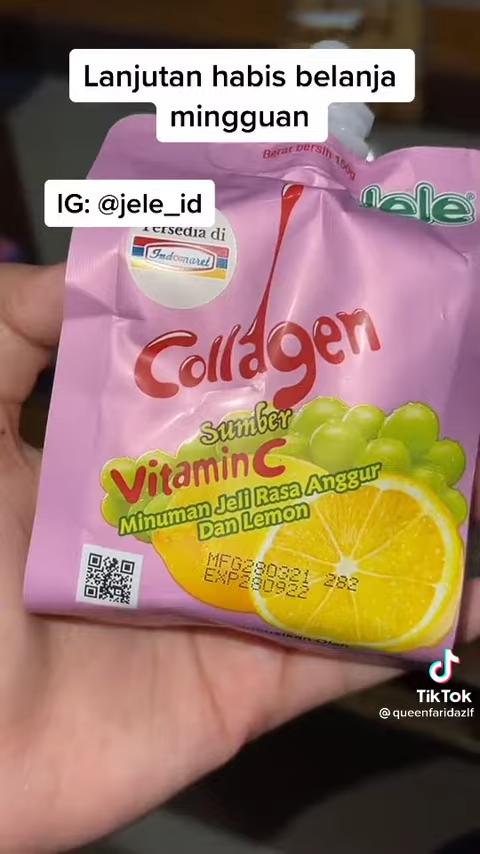 Lanjutan habis belanja
mingguan
Berat bersih 150g
IG: @jele_id
Jele®
Tersedia di
Indomaret
Collagen
Sumber
Vitamin C
Minuman Jeli Rasa Anggur
Dan Lemon
MFG280321 282
EXP280922
TikTok
@queenfaridazlf